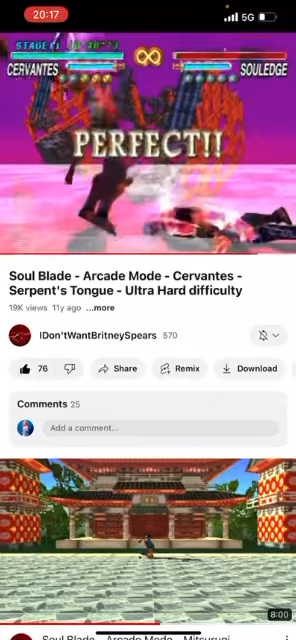 20:17
5G
STAGE
CERVANTES
SOULEDGE
PERFECT!!
Soul Blade - Arcade Mode - Cervantes -
Serpent's Tongue - Ultra Hard difficulty
19K views 11y ago ...more
IDon'tWantBritneySpears 570
76 Share Remix Download
Comments 25
Add a comment...
8:00
Soul Blade - Arcade Mode - Mitsurugi